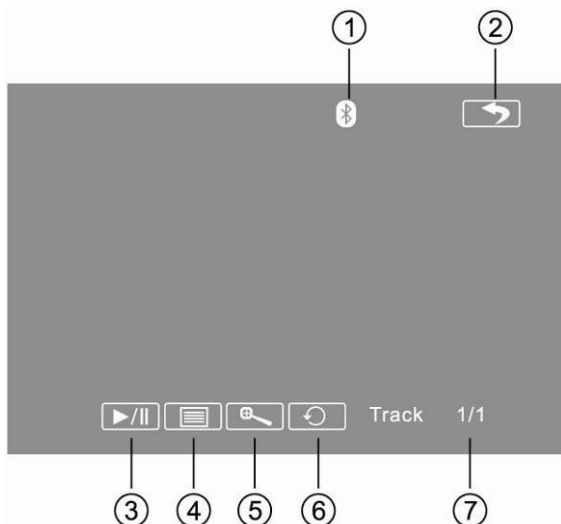 ① ②
Track 1/1
③ ④ ⑤ ⑥ ⑦